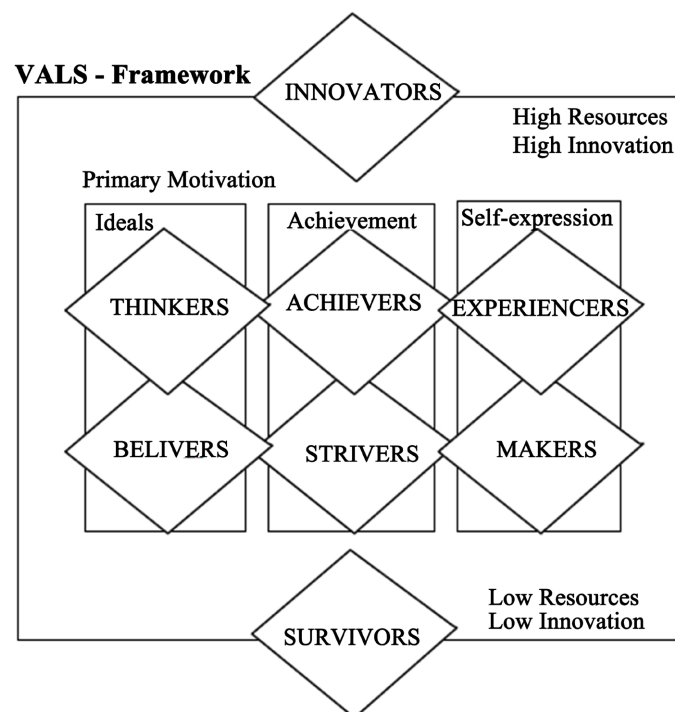 VALS - Framework
INNOVATORS
High Resources
High Innovation
Primary Motivation
Ideals
Achievement
Self-expression
THINKERS
ACHIEVERS
EXPERIENCERS
BELIVERS
STRIVERS
MAKERS
Low Resources
Low Innovation
SURVIVORS